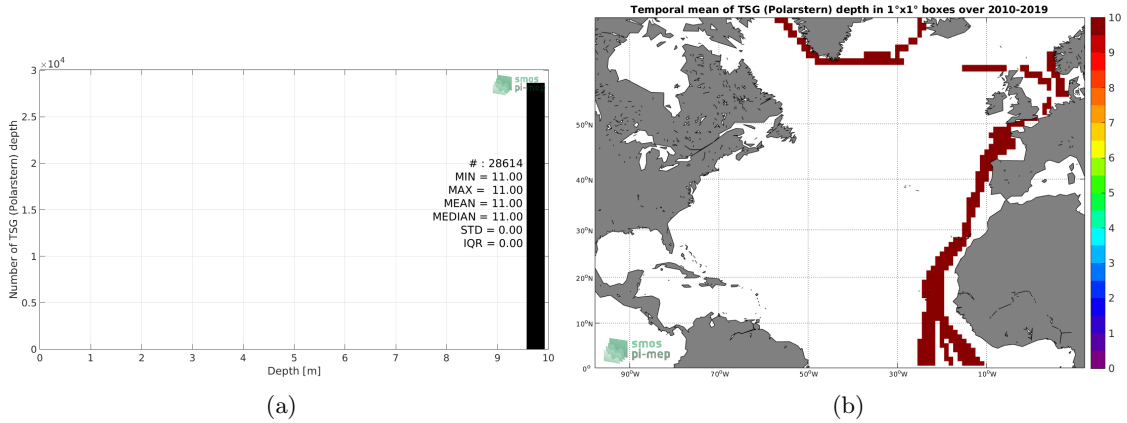 ×10⁴
3
2.5
2
1.5
1
0.5
0
0 1 2 3 4 5 6 7 8 9 10
Number of TSG (Polarstern) depth
Depth [m]
smos
pi-mep
# : 28614
MIN = 11.00
MAX = 11.00
MEAN = 11.00
MEDIAN = 11.00
STD = 0.00
IQR = 0.00
(a)
Temporal mean of TSG (Polarstern) depth in 1°x1° boxes over 2010-2019
50°N
40°N
30°N
20°N
10°N
0°
90°W 70°W 50°W 30°W 10°W
smos
pi-mep
10
9
8
7
6
5
4
3
2
1
0
(b)